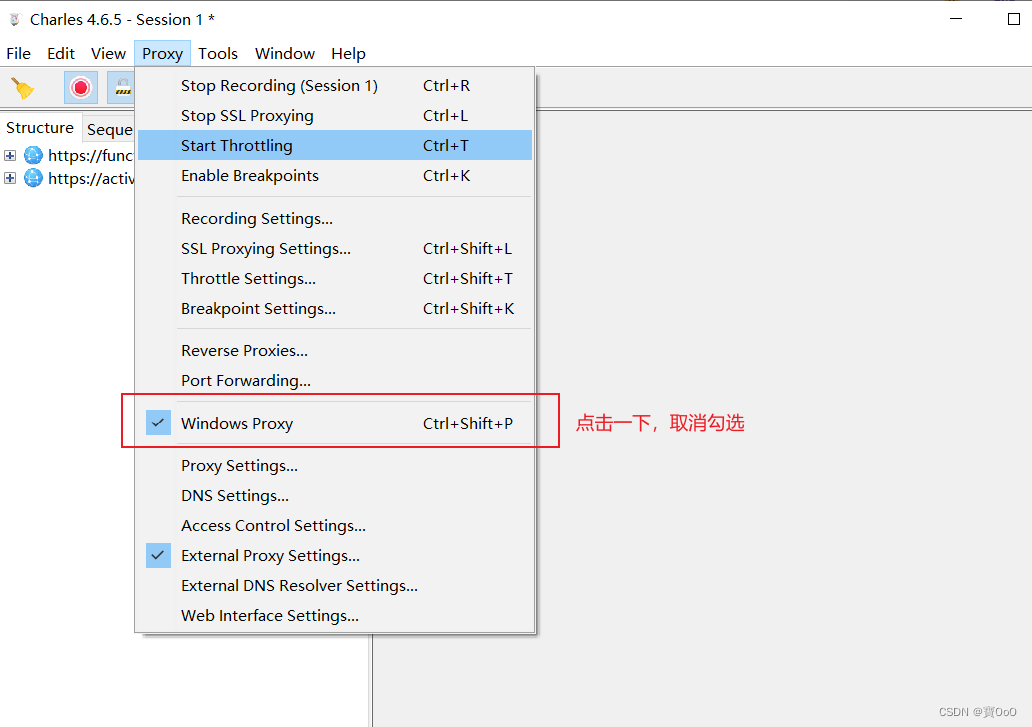 Charles 4.6.5 - Session 1 *
File Edit View Proxy Tools Window Help
Stop Recording (Session 1) Ctrl+R
Stop SSL Proxying Ctrl+L
Structure Seque
Start Throttling Ctrl+T
https://func
Enable Breakpoints Ctrl+K
https://activ
Recording Settings...
SSL Proxying Settings... Ctrl+Shift+L
Throttle Settings... Ctrl+Shift+T
Breakpoint Settings... Ctrl+Shift+K
Reverse Proxies...
Port Forwarding...
Windows Proxy Ctrl+Shift+P 点击一下，取消勾选
Proxy Settings...
DNS Settings...
Access Control Settings...
External Proxy Settings...
External DNS Resolver Settings...
Web Interface Settings...
CSDN @寶OoO